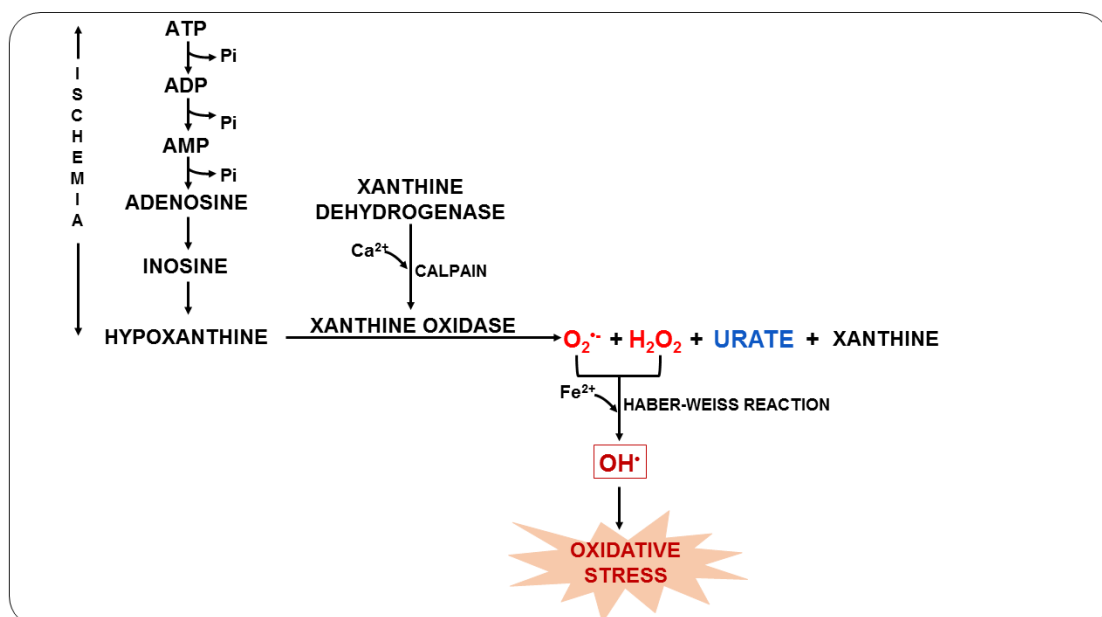 ATP
Pi
ADP
Pi
AMP
Pi
ADENOSINE
INOSINE
HYPOXANTHINE
ISCHEMIA
XANTHINE
DEHYDROGENASE
Ca²⁺
CALPAIN
XANTHINE OXIDASE
O₂•⁻ + H₂O₂ + URATE + XANTHINE
Fe²⁺
HABER-WEISS REACTION
OH•
OXIDATIVE
STRESS